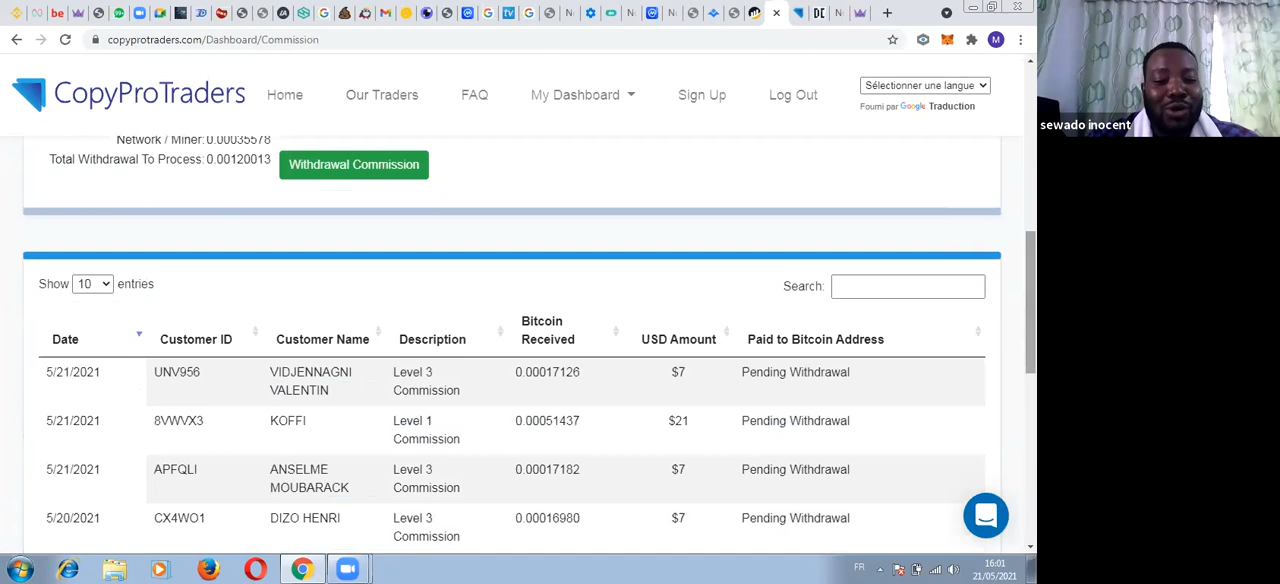 copyprotraders.com/Dashboard/Commission
M
CopyProTraders
Home
Our Traders
FAQ
My Dashboard
Sign Up
Log Out
Sélectionner une langue
Fourni par Google Traduction
sewado inocent
Network / Miner: 0.00035578
Total Withdrawal To Process: 0.00120013
Withdrawal Commission
Show 10 entries
Search:
Date
Customer ID
Customer Name
Description
Bitcoin
Received
USD Amount
Paid to Bitcoin Address
5/21/2021
UNV956
VIDJENNAGNI
VALENTIN
Level 3
Commission
0.00017126
$7
Pending Withdrawal
5/21/2021
8VWVX3
KOFFI
Level 1
Commission
0.00051437
$21
Pending Withdrawal
5/21/2021
APFQLI
ANSELME
MOUBARACK
Level 3
Commission
0.00017182
$7
Pending Withdrawal
5/20/2021
CX4WO1
DIZO HENRI
Level 3
Commission
0.00016980
$7
Pending Withdrawal
FR
16:01
21/05/2021